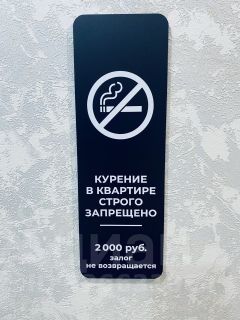 КУРЕНИЕ
В КВАРТИРЕ
СТРОГО
ЗАПРЕЩЕНО
2 000 руб.
залог
не возвращается